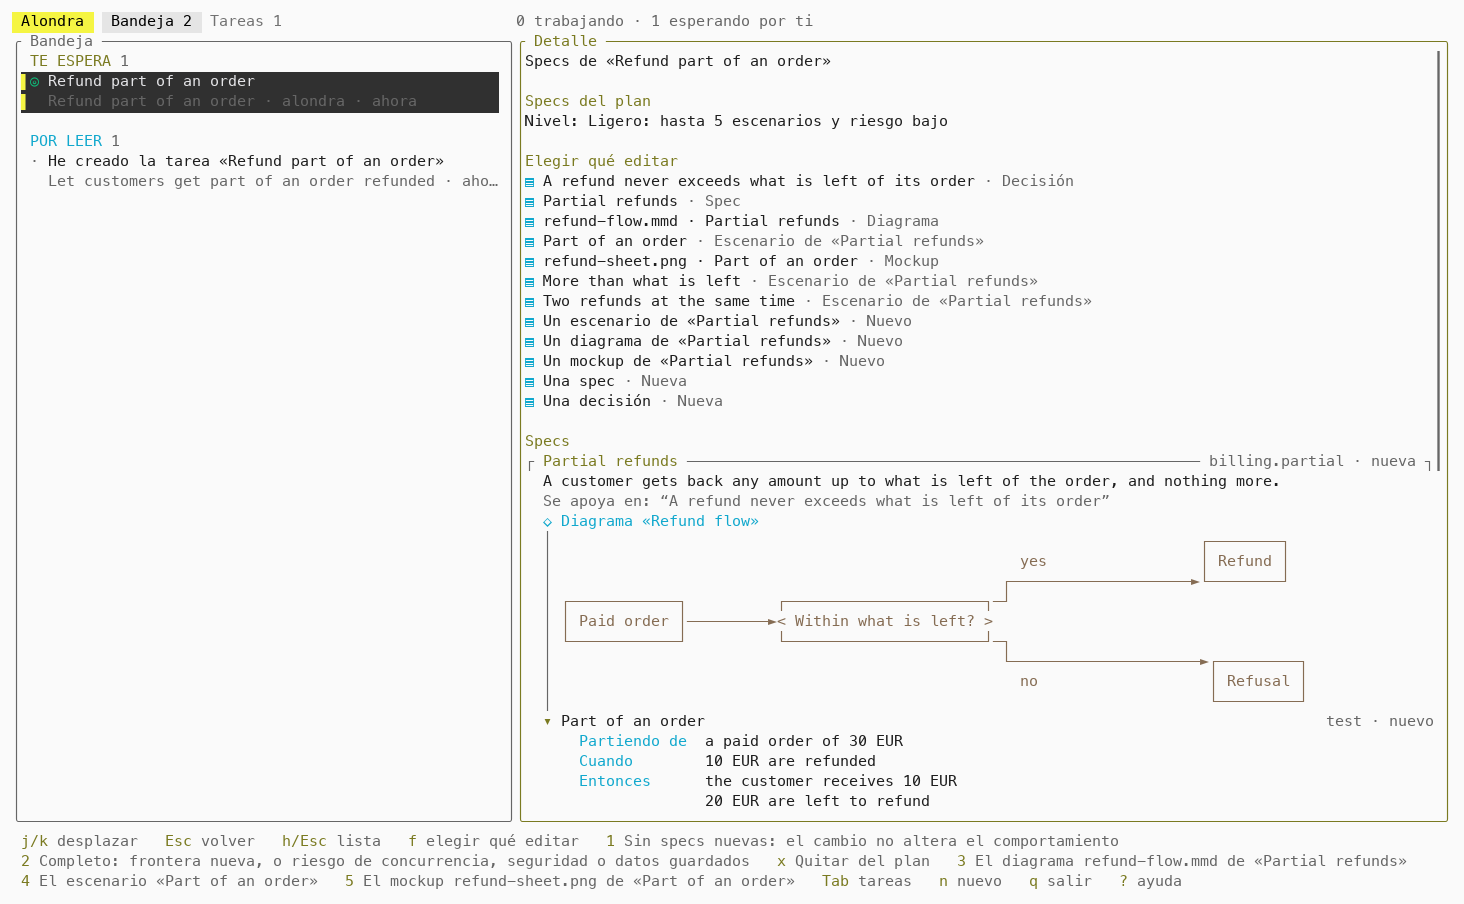 Alondra Bandeja 2 Tareas 1 0 trabajando · 1 esperando por ti
Bandeja
TE ESPERA 1
Refund part of an order
Refund part of an order · alondra · ahora
POR LEER 1
· He creado la tarea «Refund part of an order»
Let customers get part of an order refunded · aho…
Detalle
Specs de «Refund part of an order»
Specs del plan
Nivel: Ligero: hasta 5 escenarios y riesgo bajo
Elegir qué editar
A refund never exceeds what is left of its order · Decisión
Partial refunds · Spec
refund-flow.mmd · Partial refunds · Diagrama
Part of an order · Escenario de «Partial refunds»
refund-sheet.png · Part of an order · Mockup
More than what is left · Escenario de «Partial refunds»
Two refunds at the same time · Escenario de «Partial refunds»
Un escenario de «Partial refunds» · Nuevo
Un diagrama de «Partial refunds» · Nuevo
Un mockup de «Partial refunds» · Nuevo
Una spec · Nueva
Una decisión · Nueva
Specs
Partial refunds billing.partial · nueva
A customer gets back any amount up to what is left of the order, and nothing more.
Se apoya en: “A refund never exceeds what is left of its order”
◇ Diagrama «Refund flow»
yes Refund
Paid order < Within what is left? >
no Refusal
▾ Part of an order test · nuevo
Partiendo de a paid order of 30 EUR
Cuando 10 EUR are refunded
Entonces the customer receives 10 EUR
20 EUR are left to refund
j/k desplazar Esc volver h/Esc lista f elegir qué editar 1 Sin specs nuevas: el cambio no altera el comportamiento
2 Completo: frontera nueva, o riesgo de concurrencia, seguridad o datos guardados x Quitar del plan 3 El diagrama refund-flow.mmd de «Partial refunds»
4 El escenario «Part of an order» 5 El mockup refund-sheet.png de «Part of an order» Tab tareas n nuevo q salir ? ayuda